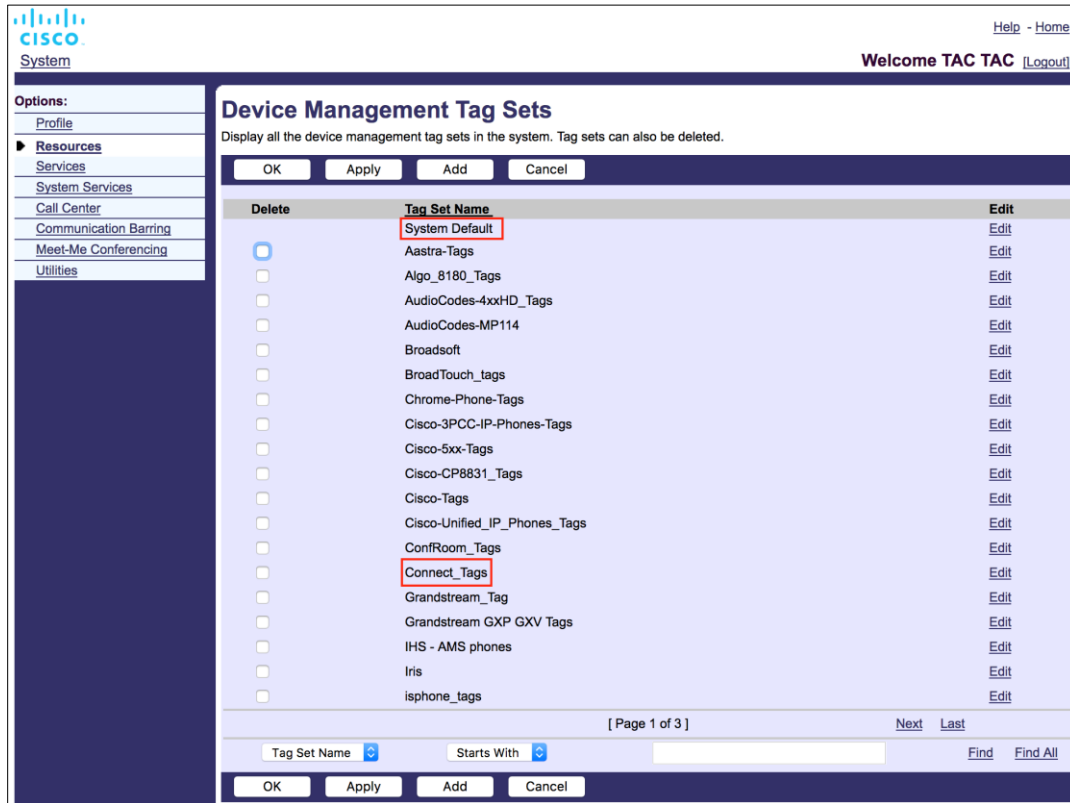 CISCO
Help - Home
System
Welcome TAC TAC [Logout]
Options:
Profile
Resources
Services
System Services
Call Center
Communication Barring
Meet-Me Conferencing
Utilities
Device Management Tag Sets
Display all the device management tag sets in the system. Tag sets can also be deleted.
OK Apply Add Cancel
Delete Tag Set Name Edit
System Default Edit
Aastra-Tags Edit
Algo_8180_Tags Edit
AudioCodes-4xxHD_Tags Edit
AudioCodes-MP114 Edit
Broadsoft Edit
BroadTouch_tags Edit
Chrome-Phone-Tags Edit
Cisco-3PCC-IP-Phones-Tags Edit
Cisco-5xx-Tags Edit
Cisco-CP8831_Tags Edit
Cisco-Tags Edit
Cisco-Unified_IP_Phones_Tags Edit
ConfRoom_Tags Edit
Connect_Tags Edit
Grandstream_Tag Edit
Grandstream GXP GXV Tags Edit
IHS - AMS phones Edit
Iris Edit
isphone_tags Edit
[ Page 1 of 3 ] Next Last
Tag Set Name Starts With Find Find All
OK Apply Add Cancel